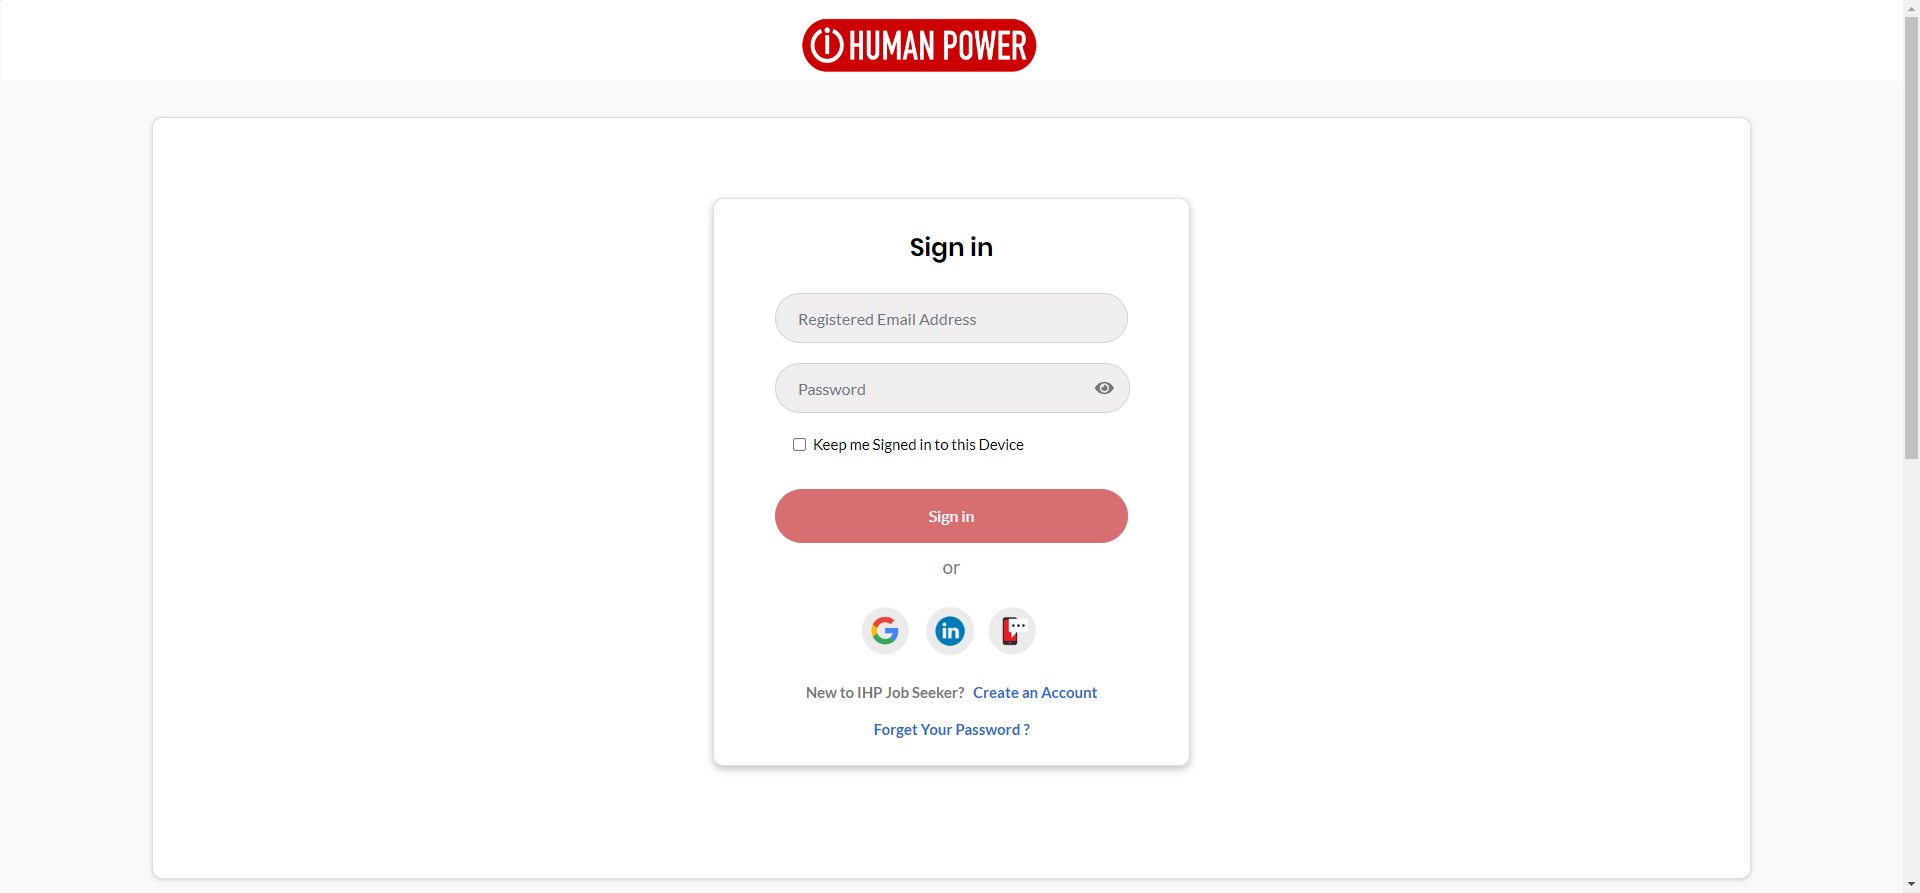 i HUMAN POWER
Sign in
Registered Email Address
Password
Keep me Signed in to this Device
Sign in
or
in
New to IHP Job Seeker? Create an Account
Forget Your Password ?